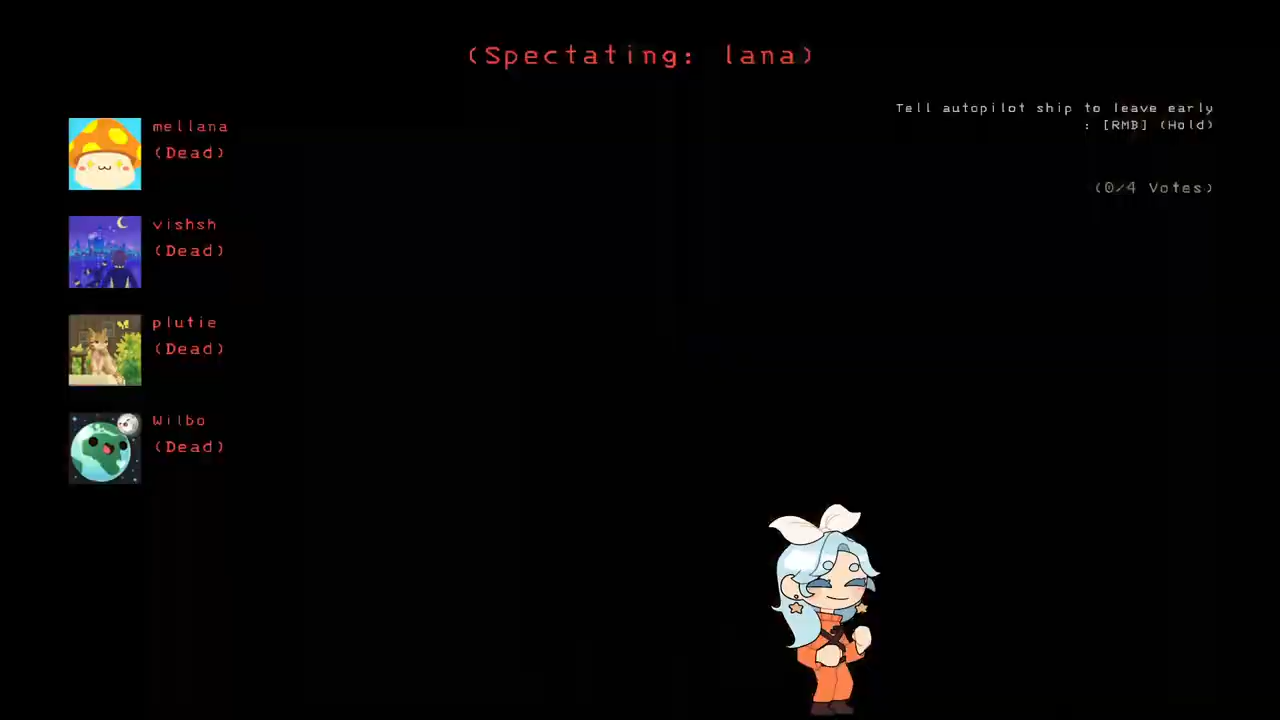 (Spectating: lana)
Tell autopilot ship to leave early
: [RMB] (Hold)
(0/4 Votes)
mellana
(Dead)
vishsh
(Dead)
plutie
(Dead)
Wilbo
(Dead)